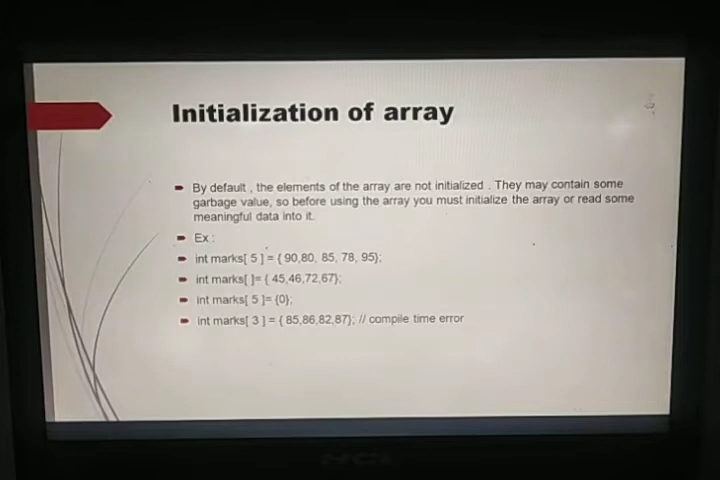 Initialization of array
By default , the elements of the array are not initialized . They may contain some
garbage value, so before using the array you must initialize the array or read some
meaningful data into it.
Ex :
int marks[ 5 ] = { 90,80, 85, 78, 95};
int marks[ ]= { 45,46,72,67};
int marks[ 5 ]= {0};
int marks[ 3 ] = { 85,86,82,87}; // compile time error
HCL